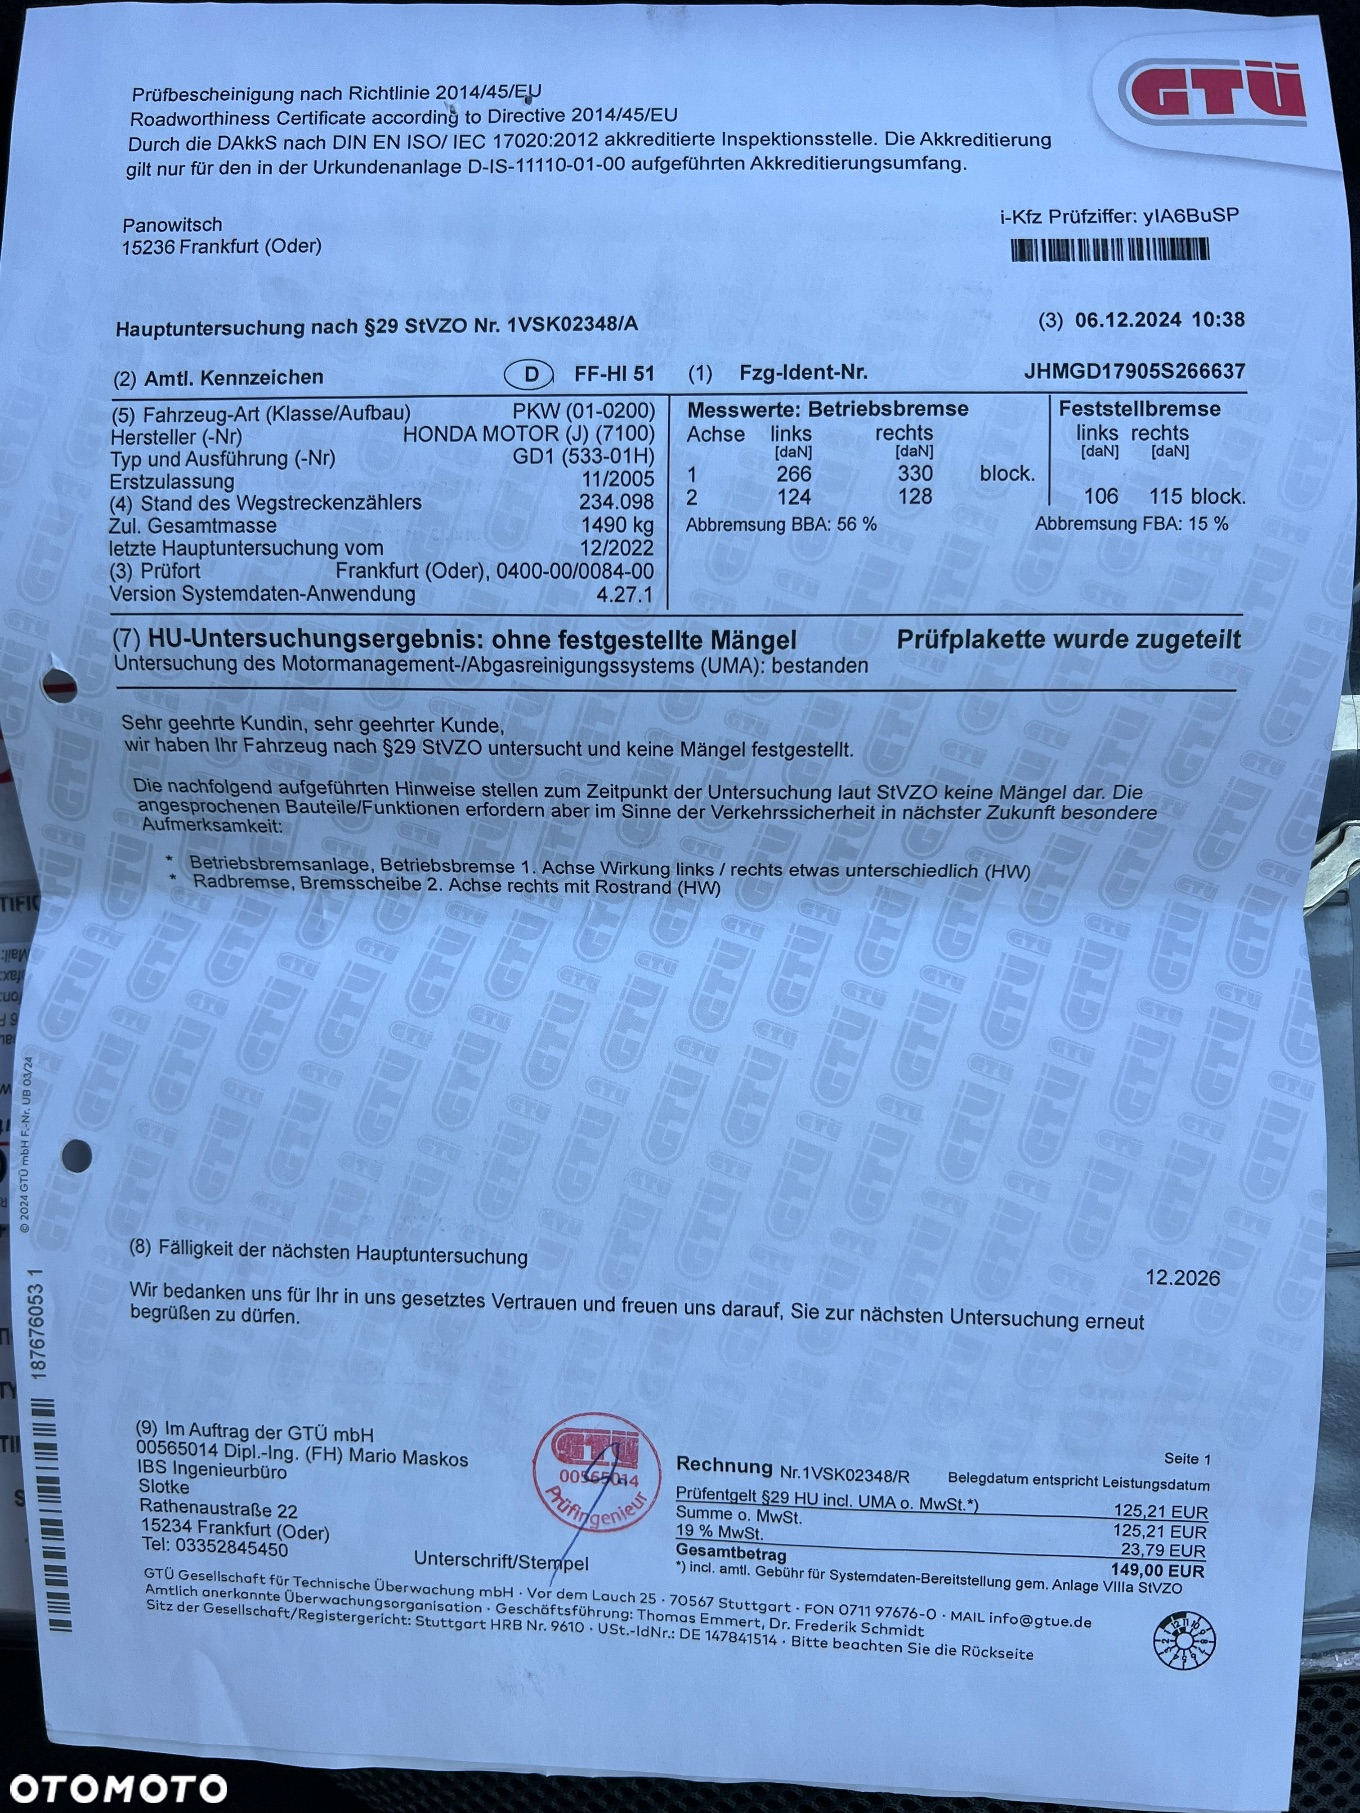 GTÜ
Prüfbescheinigung nach Richtlinie 2014/45/EU
Roadworthiness Certificate according to Directive 2014/45/EU
Durch die DAkkS nach DIN EN ISO/ IEC 17020:2012 akkreditierte Inspektionsstelle. Die Akkreditierung
gilt nur für den in der Urkundenanlage D-IS-11110-01-00 aufgeführten Akkreditierungsumfang.
Panowitsch
15236 Frankfurt (Oder)
i-Kfz Prüfziffer: yIA6BuSP
Hauptuntersuchung nach §29 StVZO Nr. 1VSK02348/A (3) 06.12.2024 10:38
(2) Amtl. Kennzeichen D FF-HI 51 (1) Fzg-Ident-Nr. JHMGD17905S266637
(5) Fahrzeug-Art (Klasse/Aufbau) PKW (01-0200)
Hersteller (-Nr) HONDA MOTOR (J) (7100)
Typ und Ausführung (-Nr) GD1 (533-01H)
Erstzulassung 11/2005
(4) Stand des Wegstreckenzählers 234.098
Zul. Gesamtmasse 1490 kg
letzte Hauptuntersuchung vom 12/2022
(3) Prüfort Frankfurt (Oder), 0400-00/0084-00
Version Systemdaten-Anwendung 4.27.1
Messwerte: Betriebsbremse Feststellbremse
Achse links rechts links rechts
[daN] [daN] [daN] [daN]
1 266 330 block.
2 124 128 106 115 block.
Abbremsung BBA: 56 % Abbremsung FBA: 15 %
(7) HU-Untersuchungsergebnis: ohne festgestellte Mängel Prüfplakette wurde zugeteilt
Untersuchung des Motormanagement-/Abgasreinigungssystems (UMA): bestanden
Sehr geehrte Kundin, sehr geehrter Kunde,
wir haben Ihr Fahrzeug nach §29 StVZO untersucht und keine Mängel festgestellt.
Die nachfolgend aufgeführten Hinweise stellen zum Zeitpunkt der Untersuchung laut StVZO keine Mängel dar. Die
angesprochenen Bauteile/Funktionen erfordern aber im Sinne der Verkehrssicherheit in nächster Zukunft besondere
Aufmerksamkeit:
* Betriebsbremsanlage, Betriebsbremse 1. Achse Wirkung links / rechts etwas unterschiedlich (HW)
* Radbremse, Bremsscheibe 2. Achse rechts mit Rostrand (HW)
© 2024 GTÜ mbH F.-Nr. UB 03/24
18767 6053 1
(8) Fälligkeit der nächsten Hauptuntersuchung 12.2026
Wir bedanken uns für Ihr in uns gesetztes Vertrauen und freuen uns darauf, Sie zur nächsten Untersuchung erneut
begrüßen zu dürfen.
(9) Im Auftrag der GTÜ mbH
00565014 Dipl.-Ing. (FH) Mario Maskos
IBS Ingenieurbüro
Slotke
Rathenaustraße 22
15234 Frankfurt (Oder)
Tel: 03352845450
GTÜ
00565014
Prüfingenieur
Unterschrift/Stempel
Seite 1
Rechnung Nr.1VSK02348/R Belegdatum entspricht Leistungsdatum
Prüfentgelt §29 HU incl. UMA o. MwSt.*) 125,21 EUR
Summe o. MwSt. 125,21 EUR
19 % MwSt. 23,79 EUR
Gesamtbetrag 149,00 EUR
*) incl. amtl. Gebühr für Systemdaten-Bereitstellung gem. Anlage VIIIa StVZO
GTÜ Gesellschaft für Technische Überwachung mbH · Vor dem Lauch 25 · 70567 Stuttgart · FON 0711 97676-0 · MAIL info@gtue.de
Amtlich anerkannte Überwachungsorganisation · Geschäftsführung: Thomas Emmert, Dr. Frederik Schmidt
Sitz der Gesellschaft/Registergericht: Stuttgart HRB Nr. 9610 · USt.-IdNr.: DE 147841514 · Bitte beachten Sie die Rückseite
OTOMOTO